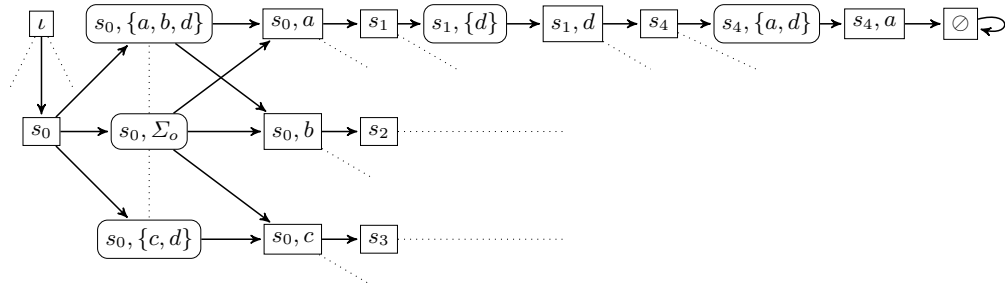 ι s₀, {a, b, d} s₀, a s₁ s₁, {d} s₁, d s₄ s₄, {a, d} s₄, a ⊘
s₀ s₀, Σₒ s₀, b s₂
s₀, {c, d} s₀, c s₃